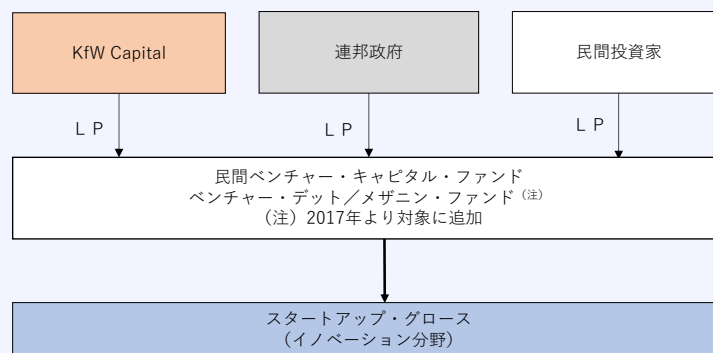 KfW Capital
連邦政府
民間投資家
ＬＰ
ＬＰ
ＬＰ
民間ベンチャー・キャピタル・ファンド
ベンチャー・デット／メザニン・ファンド（注）
（注）2017年より対象に追加
スタートアップ・グロース
（イノベーション分野）